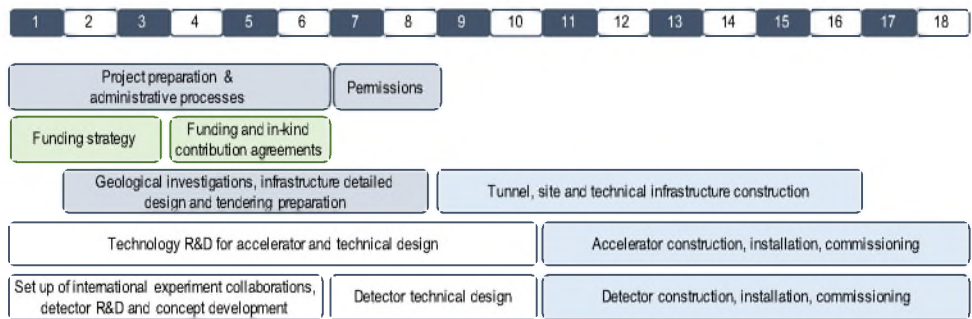 1 2 3 4 5 6 7 8 9 10 11 12 13 14 15 16 17 18
Project preparation &
administrative processes
Permissions
Funding strategy
Funding and in-kind
contribution agreements
Geological investigations, infrastructure detailed
design and tendering preparation
Tunnel, site and technical infrastructure construction
Technology R&D for accelerator and technical design
Accelerator construction, installation, commissioning
Set up of international experiment collaborations,
detector R&D and concept development
Detector technical design
Detector construction, installation, commissioning